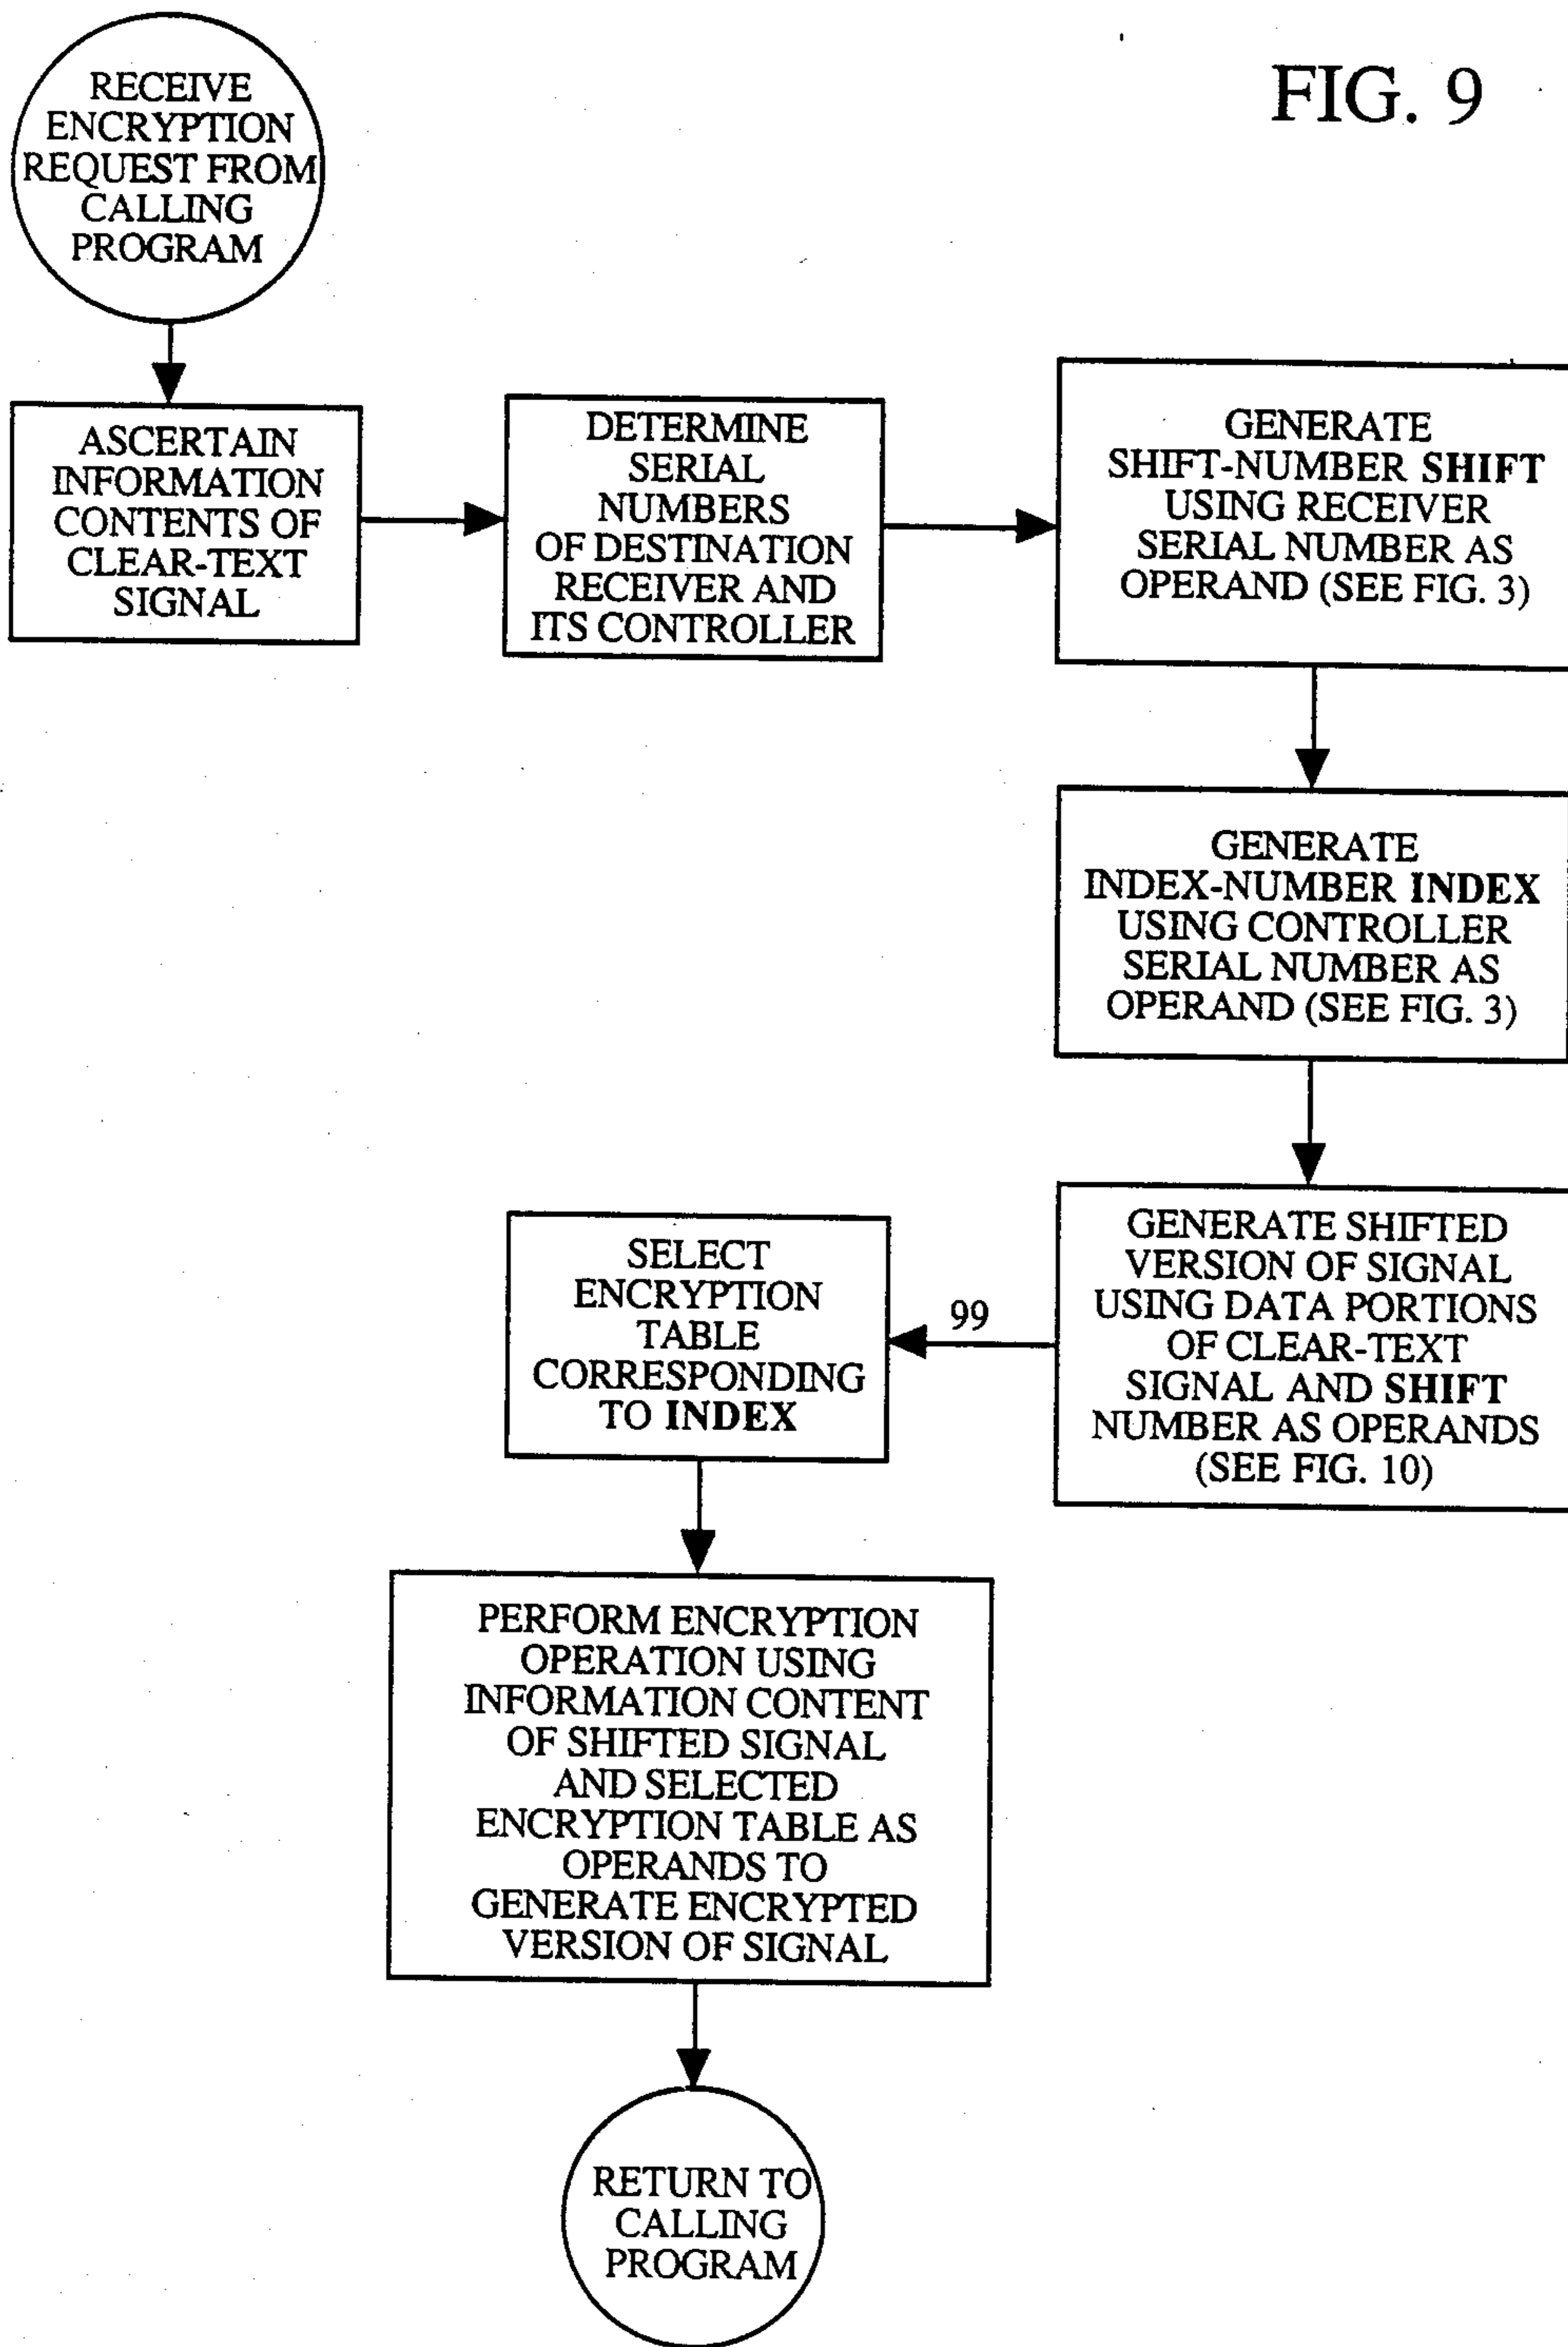 FIG. 9
RECEIVE
ENCRYPTION
REQUEST FROM
CALLING
PROGRAM
ASCERTAIN
INFORMATION
CONTENTS OF
CLEAR-TEXT
SIGNAL
DETERMINE
SERIAL
NUMBERS
OF DESTINATION
RECEIVER AND
ITS CONTROLLER
GENERATE
SHIFT-NUMBER SHIFT
USING RECEIVER
SERIAL NUMBER AS
OPERAND (SEE FIG. 3)
GENERATE
INDEX-NUMBER INDEX
USING CONTROLLER
SERIAL NUMBER AS
OPERAND (SEE FIG. 3)
GENERATE SHIFTED
VERSION OF SIGNAL
USING DATA PORTIONS
OF CLEAR-TEXT
SIGNAL AND SHIFT
NUMBER AS OPERANDS
(SEE FIG. 10)
99
SELECT
ENCRYPTION
TABLE
CORRESPONDING
TO INDEX
PERFORM ENCRYPTION
OPERATION USING
INFORMATION CONTENT
OF SHIFTED SIGNAL
AND SELECTED
ENCRYPTION TABLE AS
OPERANDS TO
GENERATE ENCRYPTED
VERSION OF SIGNAL
RETURN TO
CALLING
PROGRAM